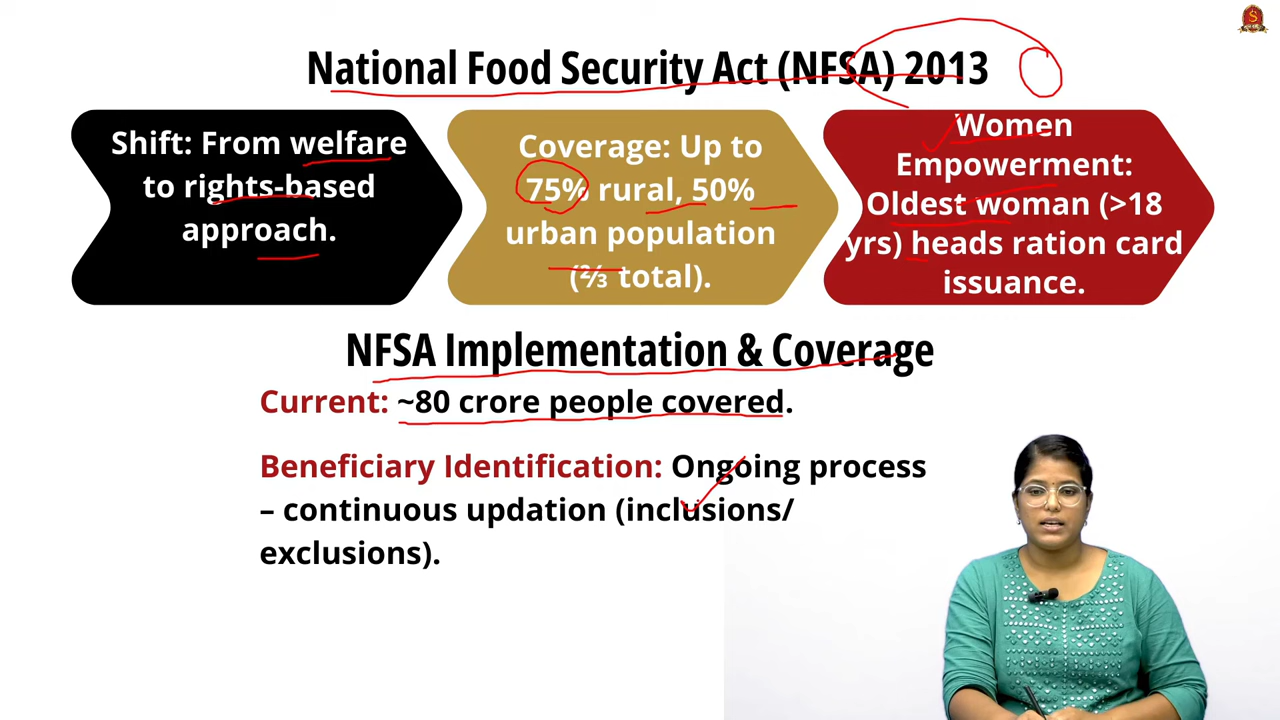 National Food Security Act (NFSA) 2013
Shift: From welfare
to rights-based
approach.
Coverage: Up to
75% rural, 50%
urban population
(⅔ total).
Women
Empowerment:
Oldest woman (>18
yrs) heads ration card
issuance.
NFSA Implementation & Coverage
Current: ~80 crore people covered.
Beneficiary Identification: Ongoing process
– continuous updation (inclusions/
exclusions).